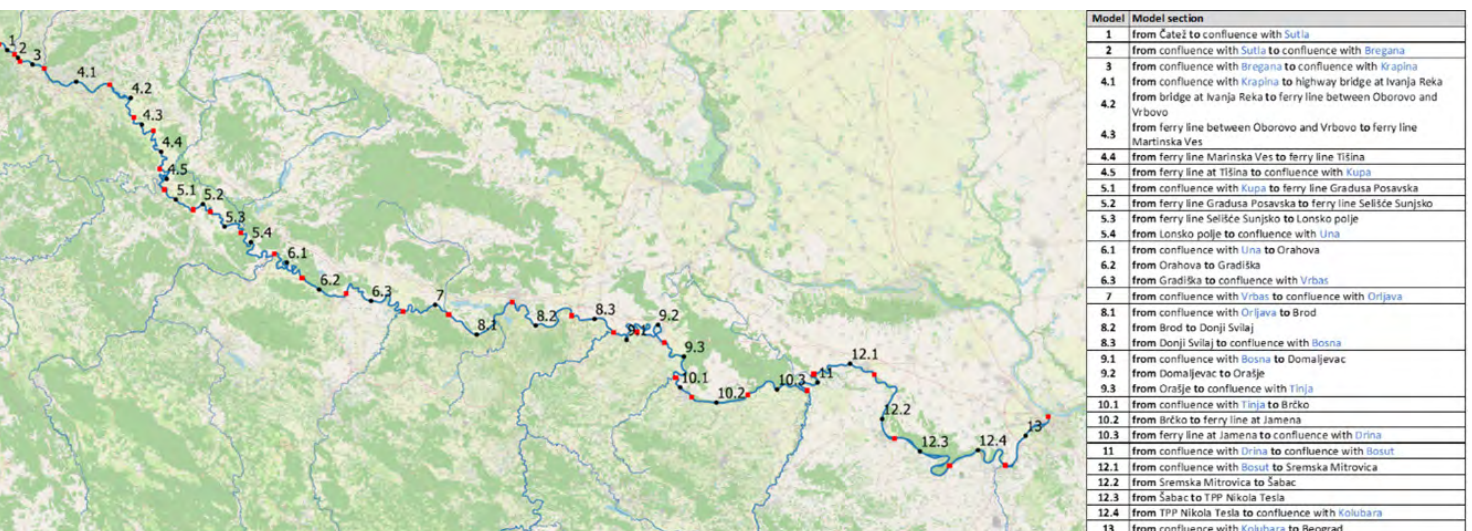 1
2
3
4.1
4.2
4.3
4.4
4.5
5.1
5.2
5.3
5.4
6.1
6.2
6.3
7
8.1
8.2
8.3
9.1
9.2
9.3
10.1
10.2
10.3
11
12.1
12.2
12.3
12.4
13
Model Model section
1 from Čatež to confluence with Sutla
2 from confluence with Sutla to confluence with Bregana
3 from confluence with Bregana to confluence with Krapina
4.1 from confluence with Krapina to highway bridge at Ivanja Reka
4.2 from bridge at Ivanja Reka to ferry line between Oborovo and
Vrbovo
4.3 from ferry line between Oborovo and Vrbovo to ferry line
Martinska Ves
4.4 from ferry line Marinska Ves to ferry line Tišina
4.5 from ferry line at Tišina to confluence with Kupa
5.1 from confluence with Kupa to ferry line Gradusa Posavska
5.2 from ferry line Gradusa Posavska to ferry line Selišće Sunjsko
5.3 from ferry line Selišće Sunjsko to Lonsko polje
5.4 from Lonsko polje to confluence with Una
6.1 from confluence with Una to Orahova
6.2 from Orahova to Gradiška
6.3 from Gradiška to confluence with Vrbas
7 from confluence with Vrbas to confluence with Orljava
8.1 from confluence with Orljava to Brod
8.2 from Brod to Donji Svilaj
8.3 from Donji Svilaj to confluence with Bosna
9.1 from confluence with Bosna to Domaljevac
9.2 from Domaljevac to Orašje
9.3 from Orašje to confluence with Tinja
10.1 from confluence with Tinja to Brčko
10.2 from Brčko to ferry line at Jamena
10.3 from ferry line at Jamena to confluence with Drina
11 from confluence with Drina to confluence with Bosut
12.1 from confluence with Bosut to Sremska Mitrovica
12.2 from Sremska Mitrovica to Šabac
12.3 from Šabac to TPP Nikola Tesla
12.4 from TPP Nikola Tesla to confluence with Kolubara
13 from confluence with Kolubara to Beograd